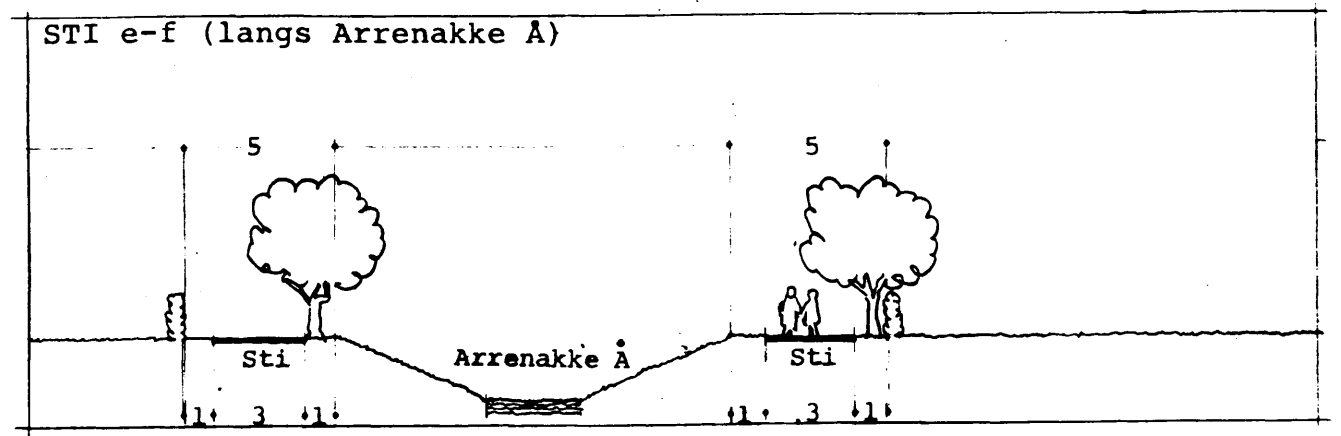 STI e-f (langs Arrenakke Å)
5 5
Sti Arrenakke Å Sti
1 3 1 1 3 1